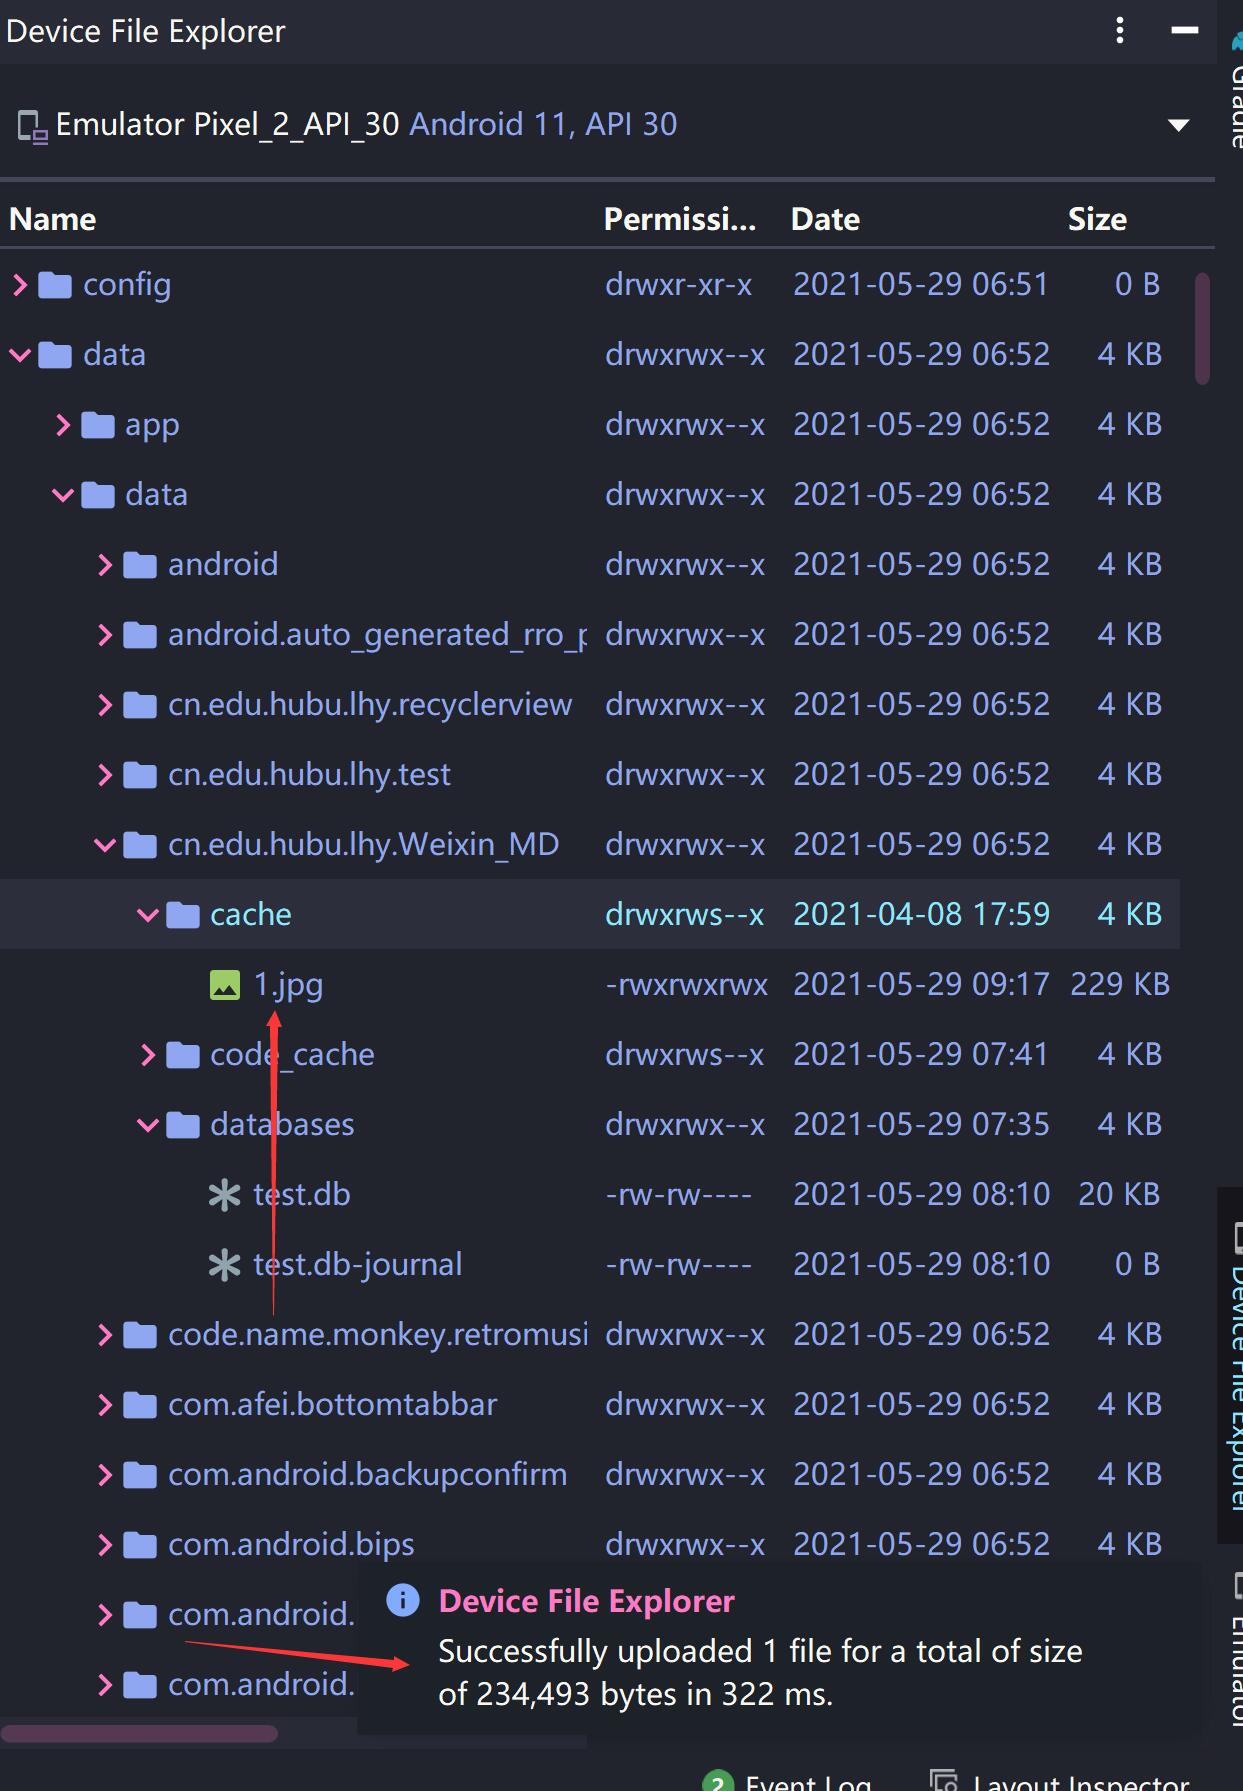 Device File Explorer
Gradle
Emulator Pixel_2_API_30 Android 11, API 30
Name Permissi... Date Size
config drwxr-xr-x 2021-05-29 06:51 0 B
data drwxrwx--x 2021-05-29 06:52 4 KB
app drwxrwx--x 2021-05-29 06:52 4 KB
data drwxrwx--x 2021-05-29 06:52 4 KB
android drwxrwx--x 2021-05-29 06:52 4 KB
android.auto_generated_rro_p drwxrwx--x 2021-05-29 06:52 4 KB
cn.edu.hubu.lhy.recyclerview drwxrwx--x 2021-05-29 06:52 4 KB
cn.edu.hubu.lhy.test drwxrwx--x 2021-05-29 06:52 4 KB
cn.edu.hubu.lhy.Weixin_MD drwxrwx--x 2021-05-29 06:52 4 KB
cache drwxrws--x 2021-04-08 17:59 4 KB
1.jpg -rwxrwxrwx 2021-05-29 09:17 229 KB
code_cache drwxrws--x 2021-05-29 07:41 4 KB
databases drwxrwx--x 2021-05-29 07:35 4 KB
test.db -rw-rw---- 2021-05-29 08:10 20 KB
test.db-journal -rw-rw---- 2021-05-29 08:10 0 B
code.name.monkey.retromusi drwxrwx--x 2021-05-29 06:52 4 KB
com.afei.bottomtabbar drwxrwx--x 2021-05-29 06:52 4 KB
com.android.backupconfirm drwxrwx--x 2021-05-29 06:52 4 KB
com.android.bips drwxrwx--x 2021-05-29 06:52 4 KB
com.android.
com.android.
Device File Explorer
Successfully uploaded 1 file for a total of size
of 234,493 bytes in 322 ms.
Device File Explorer
Emulator
2 Event Log Layout Inspector